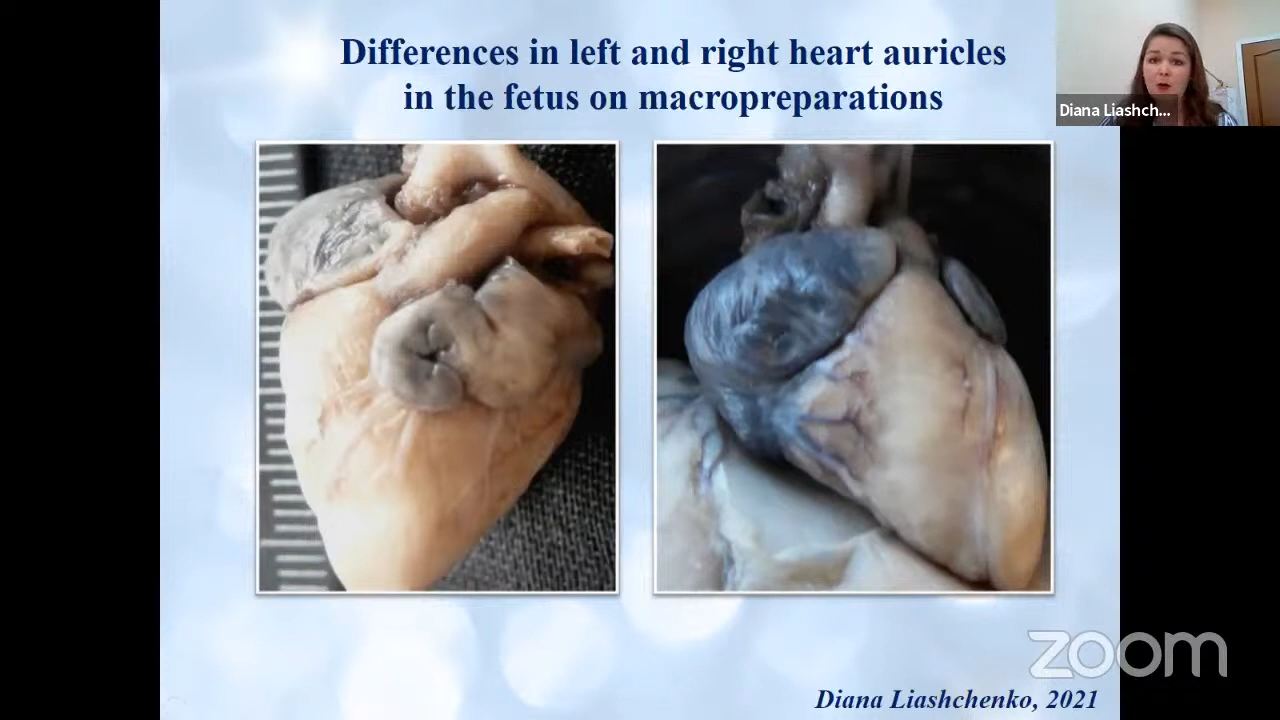 Differences in left and right heart auricles
in the fetus on macropreparations
Diana Liashch...
zoom
Diana Liashchenko, 2021